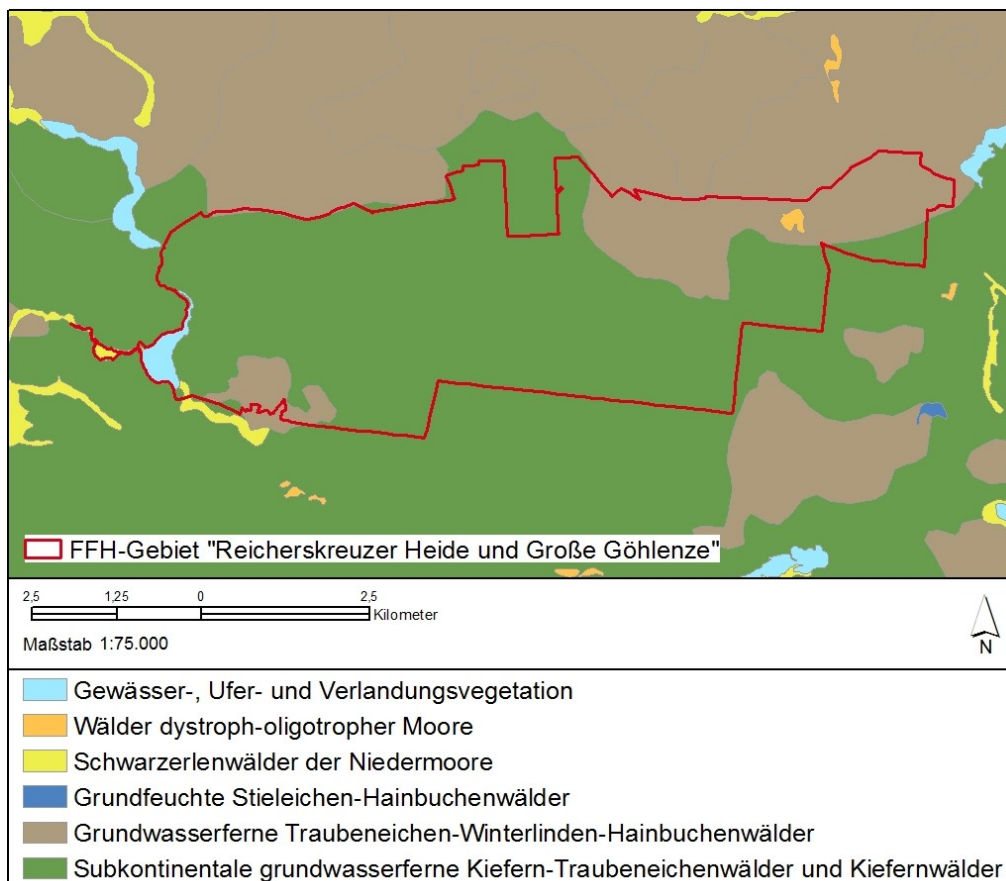 FFH-Gebiet "Reicherskreuzer Heide und Große Göhlenze"
2,5 1,25 0 2,5
Kilometer
Maßstab 1:75.000
N
Gewässer-, Ufer- und Verlandungsvegetation
Wälder dystroph-oligotropher Moore
Schwarzerlenwälder der Niedermoore
Grundfeuchte Stieleichen-Hainbuchenwälder
Grundwasserferne Traubeneichen-Winterlinden-Hainbuchenwälder
Subkontinentale grundwasserferne Kiefern-Traubeneichenwälder und Kiefernwälder